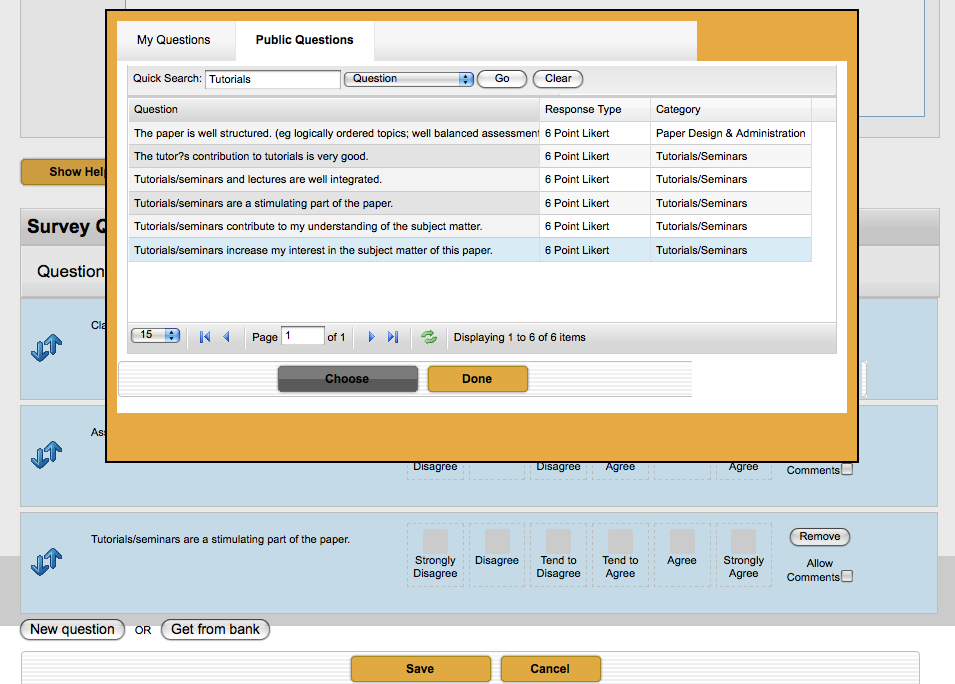 My Questions Public Questions
Quick Search: Tutorials Question Go Clear
Question Response Type Category
The paper is well structured. (eg logically ordered topics; well balanced assessment 6 Point Likert Paper Design & Administration
The tutor?s contribution to tutorials is very good. 6 Point Likert Tutorials/Seminars
Tutorials/seminars and lectures are well integrated. 6 Point Likert Tutorials/Seminars
Tutorials/seminars are a stimulating part of the paper. 6 Point Likert Tutorials/Seminars
Tutorials/seminars contribute to my understanding of the subject matter. 6 Point Likert Tutorials/Seminars
Tutorials/seminars increase my interest in the subject matter of this paper. 6 Point Likert Tutorials/Seminars
15 Page 1 of 1 Displaying 1 to 6 of 6 items
Choose Done
Show Help
Survey Q
Question
Cla
Ass
Disagree Disagree Agree Agree Comments
Tutorials/seminars are a stimulating part of the paper.
Strongly Disagree
Disagree
Tend to Disagree
Tend to Agree
Agree
Strongly Agree
Remove
Allow
Comments
New question OR Get from bank
Save Cancel